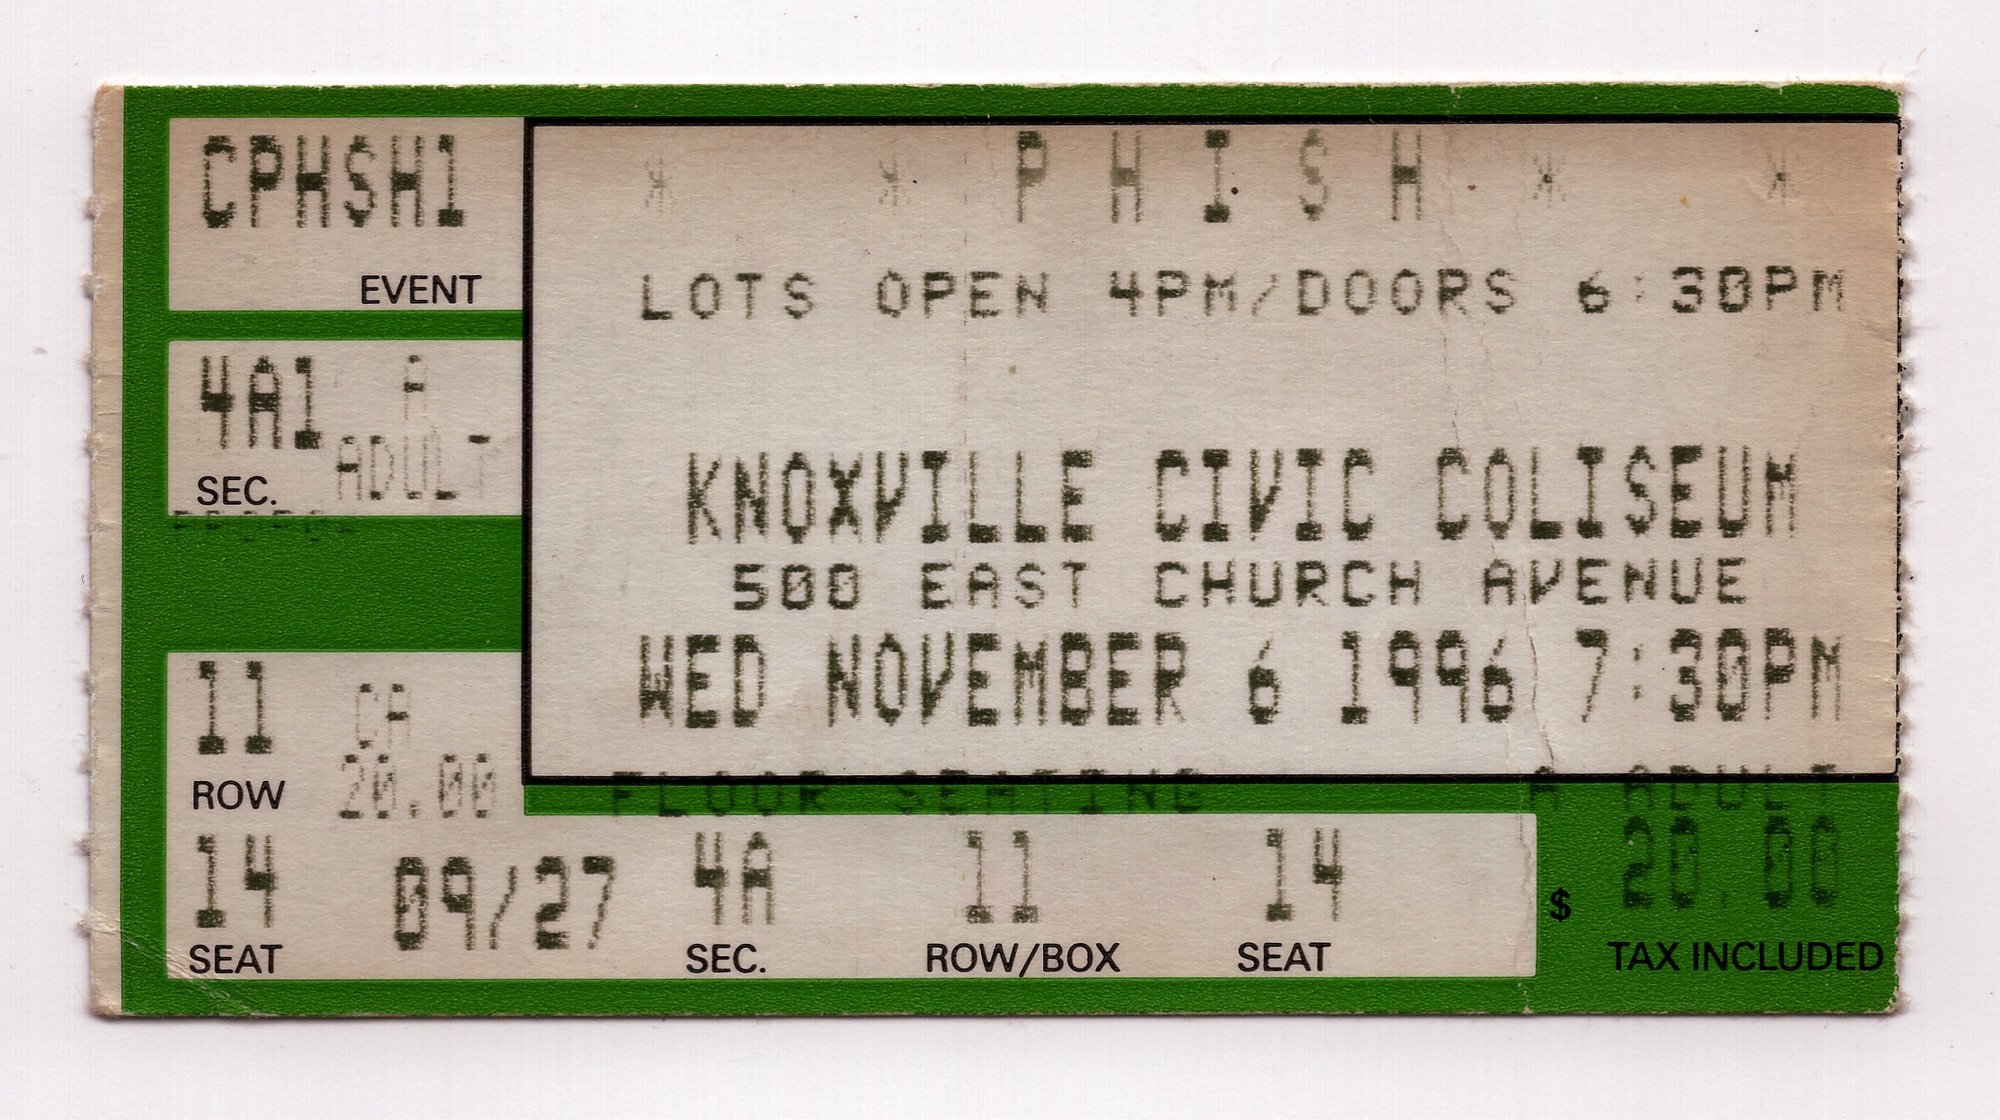 CPHSH1
EVENT
4A1 A
ADULT
SEC.
11 CA
ROW 20.00
14 09/27
SEAT
* * P H I S H * *
LOTS OPEN 4PM/DOORS 6:30PM
KNOXVILLE CIVIC COLISEUM
500 EAST CHURCH AVENUE
WED NOVEMBER 6 1996 7:30PM
FLOOR SEATING A ADULT
4A 11 14 $ 20.00
SEC. ROW/BOX SEAT TAX INCLUDED